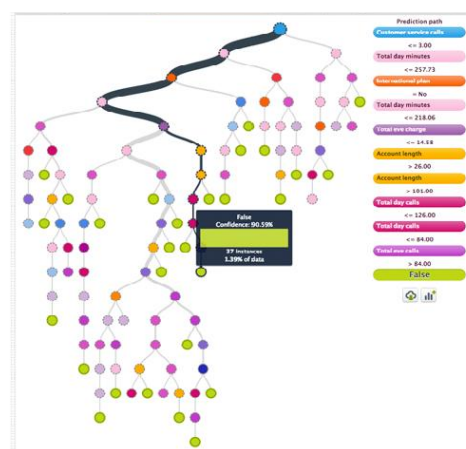 Prediction path
Customer service calls
<= 3.00
Total day minutes
<= 257.73
International plan
= No
Total day minutes
<= 218.06
Total eve charge
<= 14.58
Account length
> 26.00
Account length
> 101.00
Total day calls
<= 126.00
Total day calls
<= 84.00
Total eve calls
> 84.00
False
False
Confidence: 90.59%
37 instances
1.39% of data